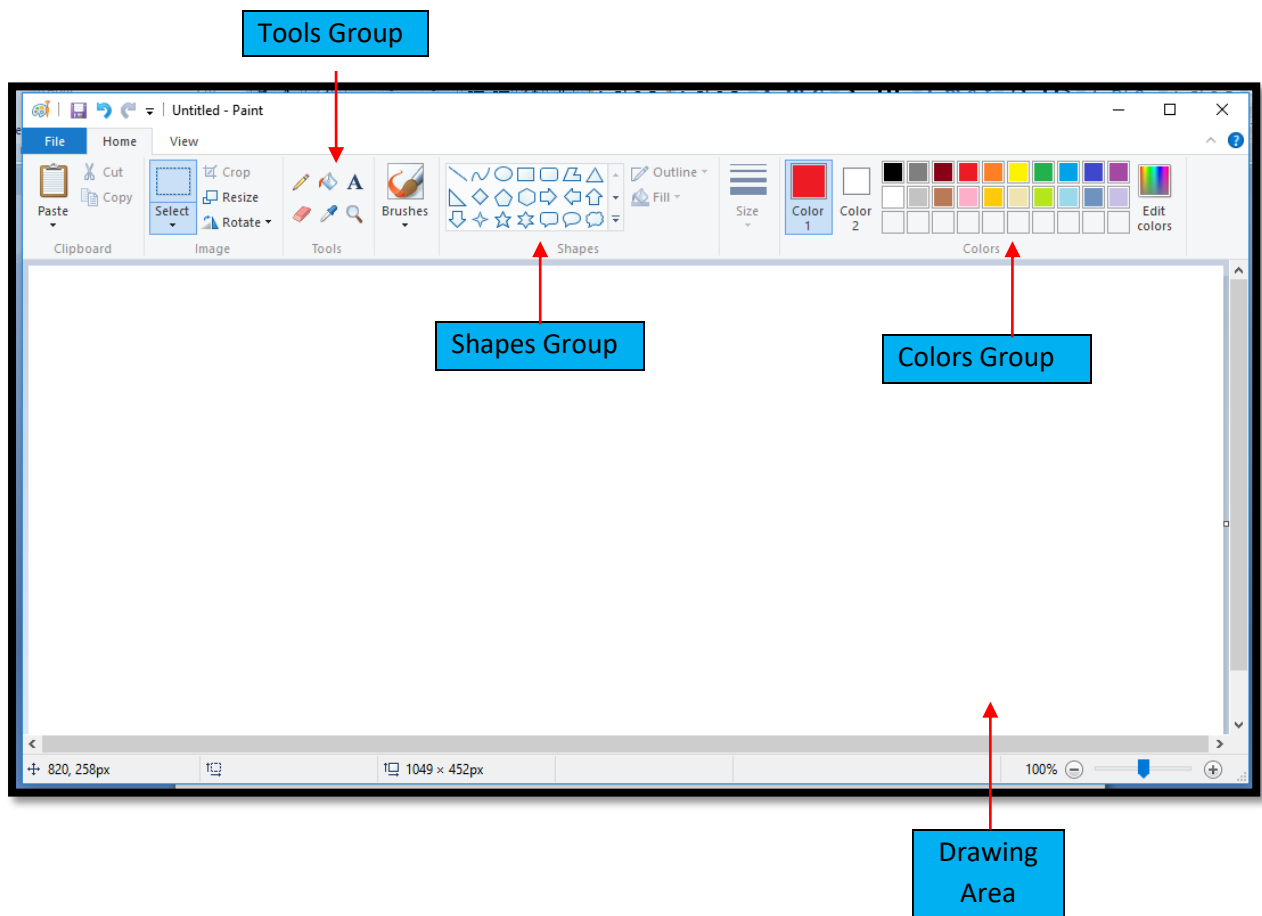 Tools Group
Untitled - Paint
File Home View
Cut
Copy
Paste
Clipboard
Select
Crop
Resize
Rotate
Image
A
Tools
Brushes
Outline
Fill
Shapes
Size
Color
1
Color
2
Edit
colors
Colors
Shapes Group
Colors Group
820, 258px
1049 × 452px
100%
Drawing
Area